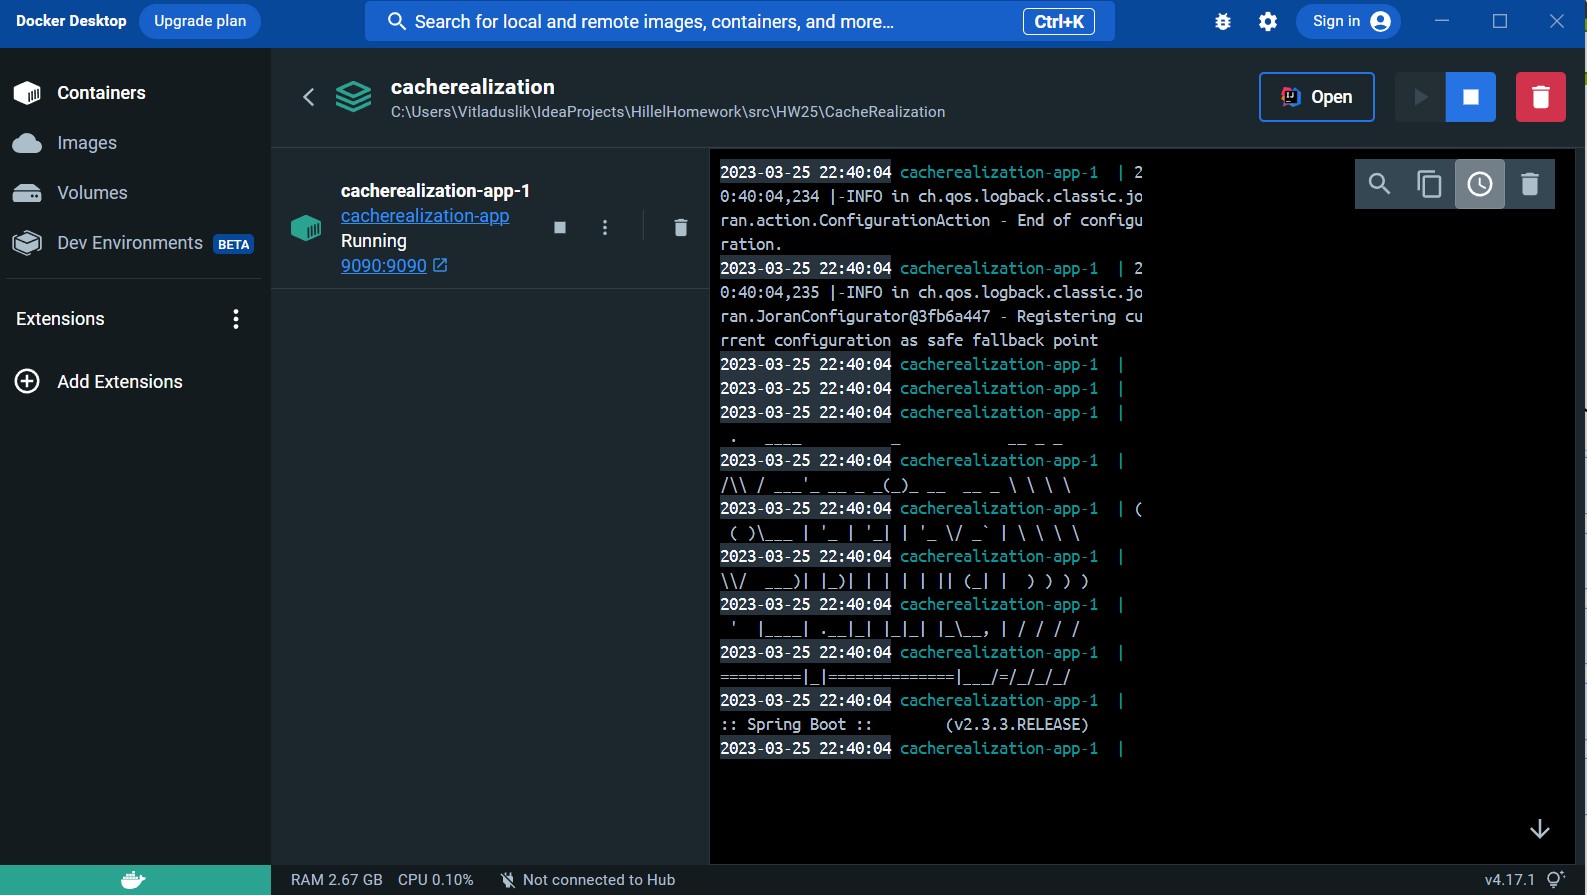 Docker Desktop Upgrade plan Search for local and remote images, containers, and more... Ctrl+K Sign in
Containers
Images
Volumes
Dev Environments BETA
Extensions
Add Extensions
cacherealization
C:\Users\Vitladuslik\IdeaProjects\HillelHomework\src\HW25\CacheRealization
Open
cacherealization-app-1
cacherealization-app
Running
9090:9090
2023-03-25 22:40:04 cacherealization-app-1  | 2
0:40:04,234 |-INFO in ch.qos.logback.classic.jo
ran.action.ConfigurationAction - End of configu
ration.
2023-03-25 22:40:04 cacherealization-app-1  | 2
0:40:04,235 |-INFO in ch.qos.logback.classic.jo
ran.JoranConfigurator@3fb6a447 - Registering cu
rrent configuration as safe fallback point
2023-03-25 22:40:04 cacherealization-app-1  |
2023-03-25 22:40:04 cacherealization-app-1  |
2023-03-25 22:40:04 cacherealization-app-1  |
 .   ____          _            __ _ _
2023-03-25 22:40:04 cacherealization-app-1  |
/\\ / ___'_ __ _ _(_)_ __  __ _ \ \ \ \
2023-03-25 22:40:04 cacherealization-app-1  | (
 ( )\___ | '_ | '_| | '_ \/ _` | \ \ \ \
2023-03-25 22:40:04 cacherealization-app-1  |
\\/  ___)| |_)| | | | | || (_| |  ) ) ) )
2023-03-25 22:40:04 cacherealization-app-1  |
 '  |____| .__|_| |_|_| |_\__, | / / / /
2023-03-25 22:40:04 cacherealization-app-1  |
=========|_|==============|___/=/_/_/_/
2023-03-25 22:40:04 cacherealization-app-1  |
:: Spring Boot ::        (v2.3.3.RELEASE)
2023-03-25 22:40:04 cacherealization-app-1  |
RAM 2.67 GB CPU 0.10% Not connected to Hub v4.17.1